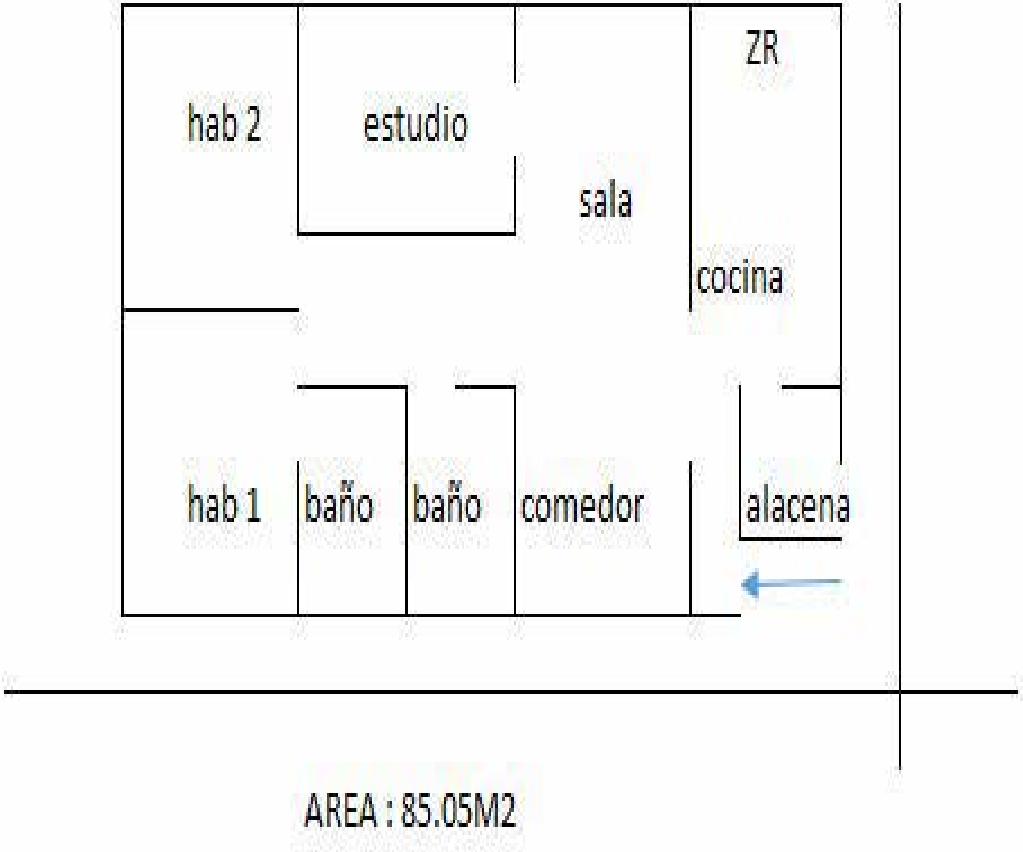 ZR
hab 2
estudio
sala
cocina
hab 1
baño
baño
comedor
alacena
AREA : 85.05M2